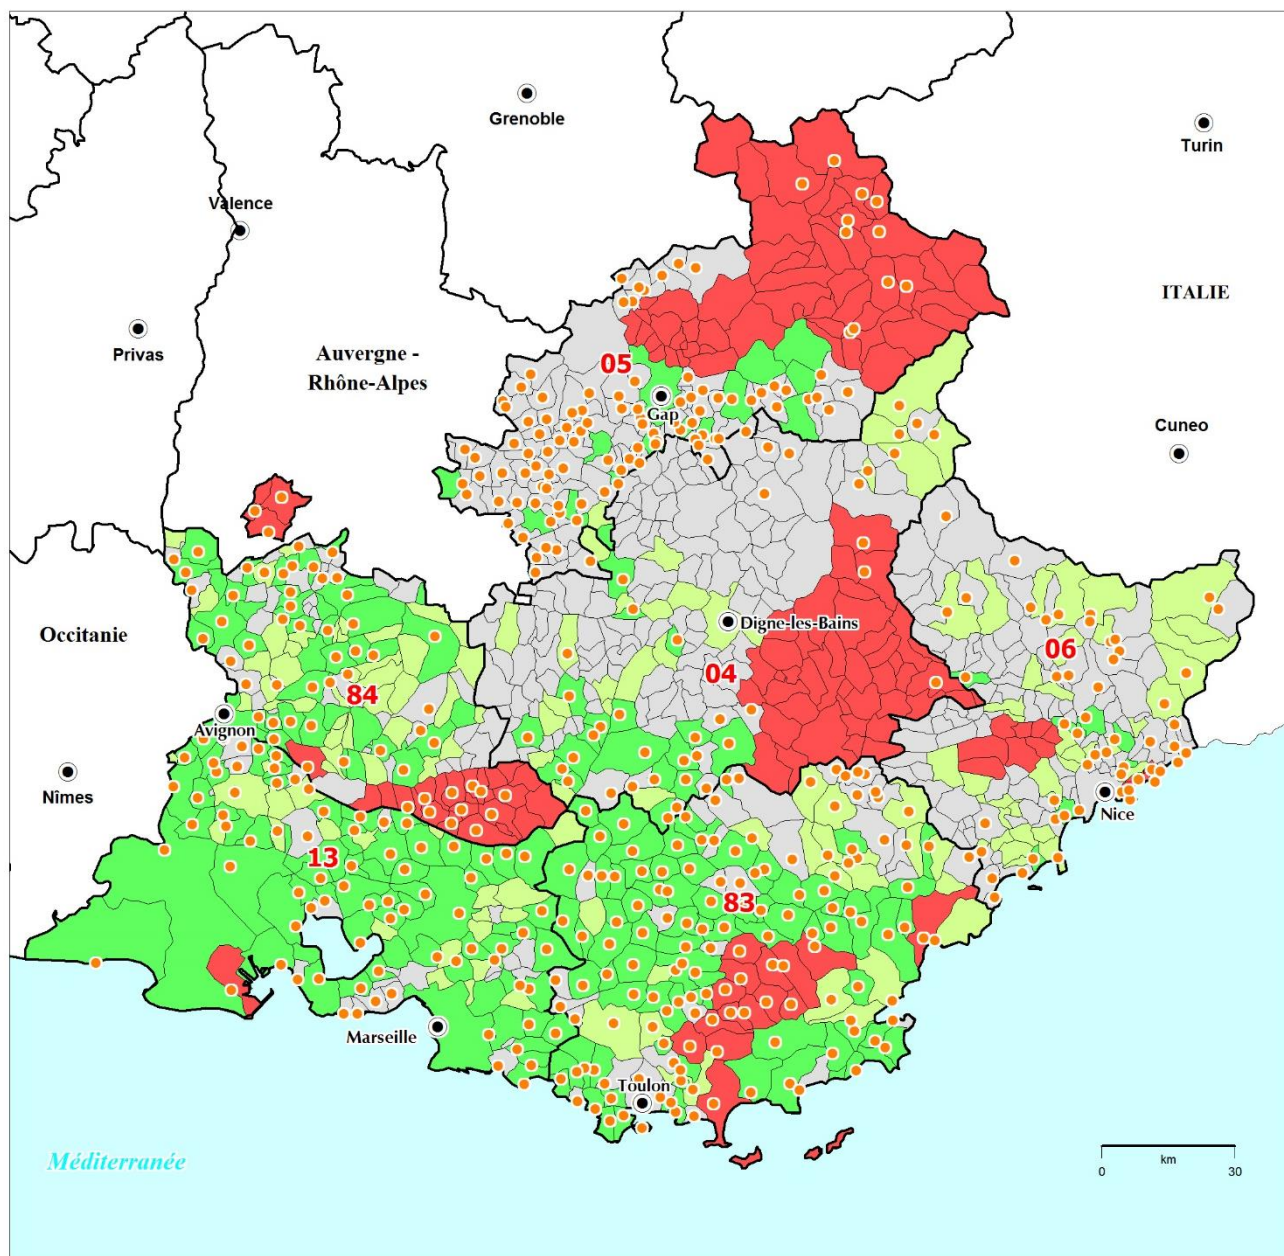 Grenoble
Turin
Valence
ITALIE
Privas
Auvergne -
Rhône-Alpes
05
Gap
Cuneo
Occitanie
Digne-les-Bains
06
04
84
Avignon
Nîmes
Nice
13
83
Marseille
Toulon
Méditerranée
km
0
30